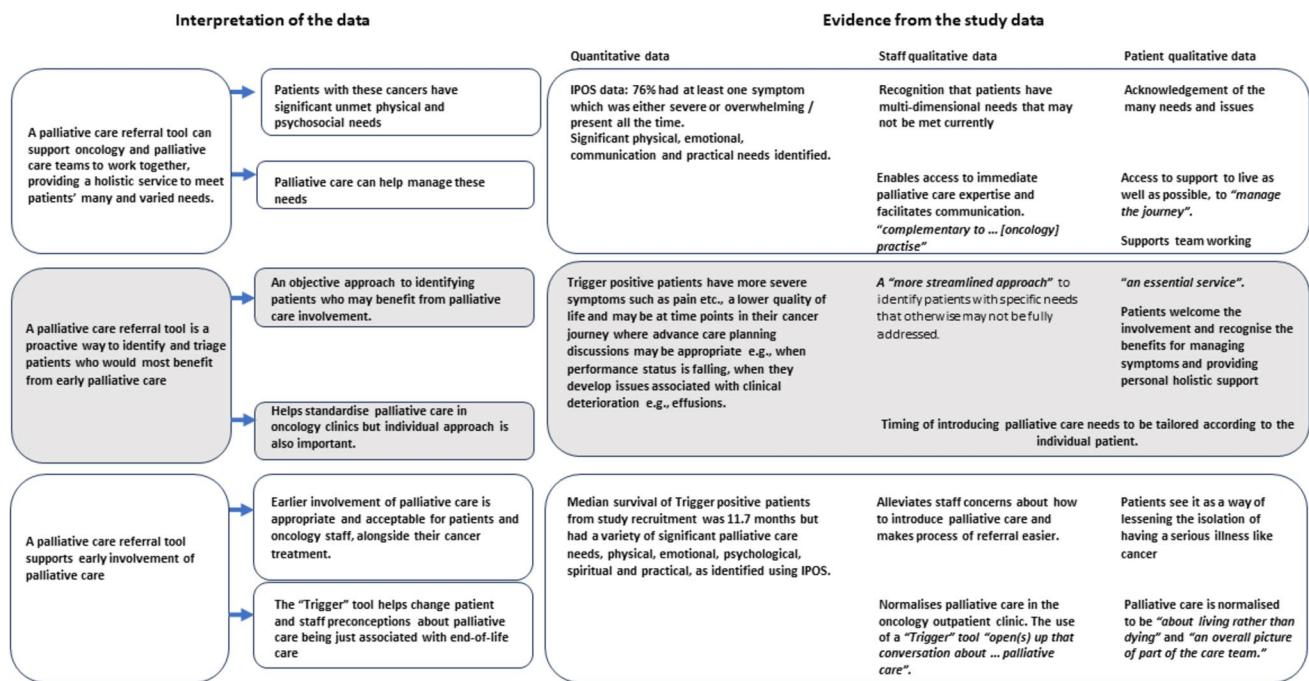 Interpretation of the data
Evidence from the study data
Quantitative data
Staff qualitative data
Patient qualitative data
A palliative care referral tool can
support oncology and palliative
care teams to work together,
providing a holistic service to meet
patients' many and varied needs.
Patients with these cancers have
significant unmet physical and
psychosocial needs
Palliative care can help manage these
needs
IPOS data: 76% had at least one symptom
which was either severe or overwhelming /
present all the time.
Significant physical, emotional,
communication and practical needs identified.
Recognition that patients have
multi-dimensional needs that may
not be met currently
Enables access to immediate
palliative care expertise and
facilitates communication.
"complementary to ... [oncology]
practise"
Acknowledgement of the
many needs and issues
Access to support to live as
well as possible, to "manage
the journey".
Supports team working
A palliative care referral tool is a
proactive way to identify and triage
patients who would most benefit
from early palliative care
An objective approach to identifying
patients who may benefit from palliative
care involvement.
Helps standardise palliative care in
oncology clinics but individual approach is
also important.
Trigger positive patients have more severe
symptoms such as pain etc., a lower quality of
life and may be at time points in their cancer
journey where advance care planning
discussions may be appropriate e.g., when
performance status is falling, when they
develop issues associated with clinical
deterioration e.g., effusions.
A "more streamlined approach" to
identify patients with specific needs
that otherwise may not be fully
addressed.
"an essential service".
Patients welcome the
involvement and recognise the
benefits for managing
symptoms and providing
personal holistic support
Timing of introducing palliative care needs to be tailored according to the
individual patient.
A palliative care referral tool
supports early involvement of
palliative care
Earlier involvement of palliative care is
appropriate and acceptable for patients and
oncology staff, alongside their cancer
treatment.
The "Trigger" tool helps change patient
and staff preconceptions about palliative
care being just associated with end-of-life
care
Median survival of Trigger positive patients
from study recruitment was 11.7 months but
had a variety of significant palliative care
needs, physical, emotional, psychological,
spiritual and practical, as identified using IPOS.
Alleviates staff concerns about how
to introduce palliative care and
makes process of referral easier.
Normalises palliative care in the
oncology outpatient clinic. The use
of a "Trigger" tool "open(s) up that
conversation about ... palliative
care".
Patients see it as a way of
lessening the isolation of
having a serious illness like
cancer
Palliative care is normalised
to be "about living rather than
dying" and "an overall picture
of part of the care team."